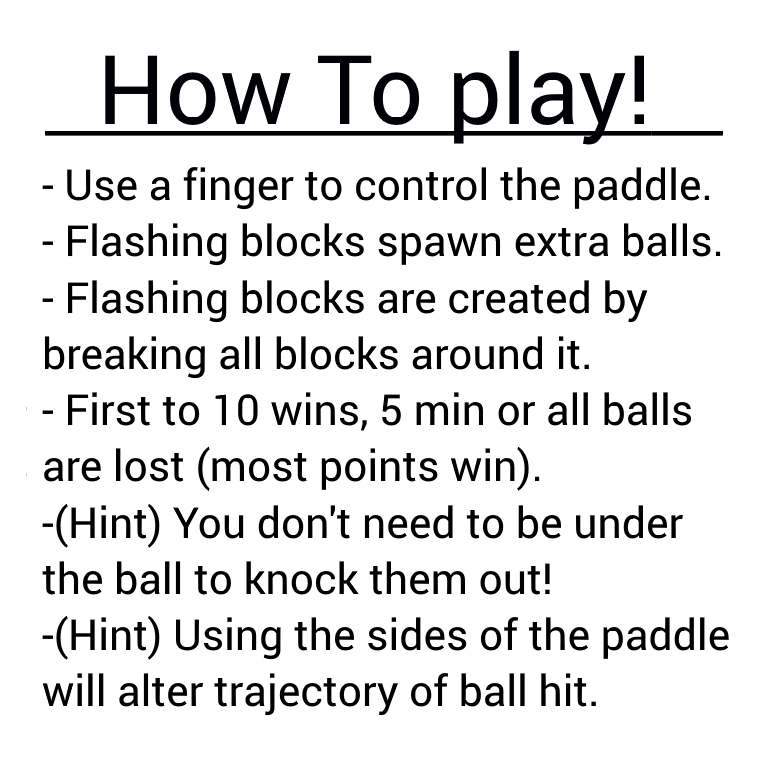 How To play!
- Use a finger to control the paddle.
- Flashing blocks spawn extra balls.
- Flashing blocks are created by
breaking all blocks around it.
- First to 10 wins, 5 min or all balls
are lost (most points win).
-(Hint) You don't need to be under
the ball to knock them out!
-(Hint) Using the sides of the paddle
will alter trajectory of ball hit.